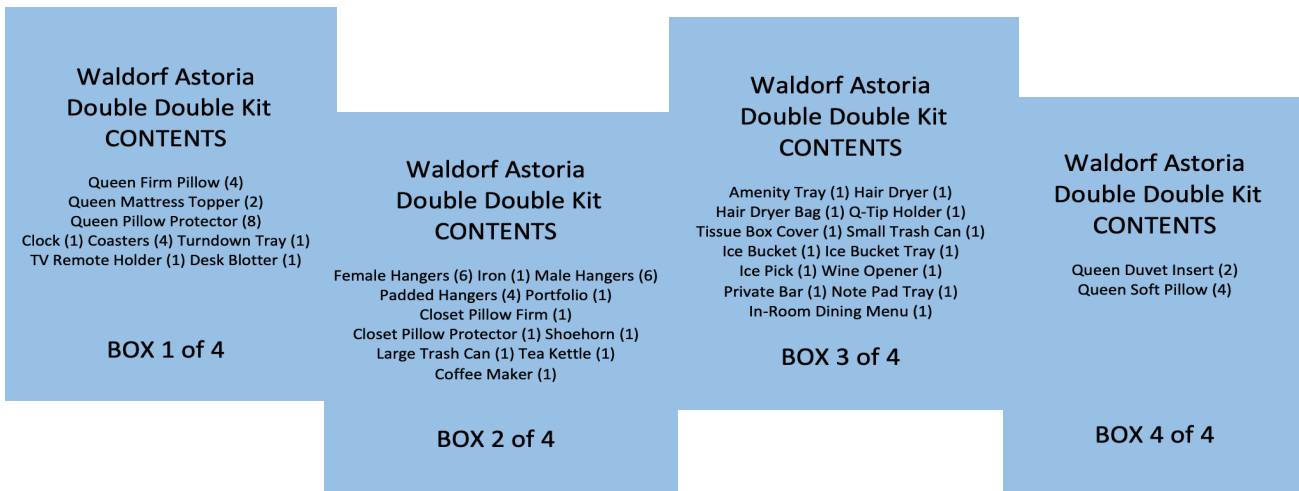 Waldorf Astoria
Double Double Kit
CONTENTS
Queen Firm Pillow (4)
Queen Mattress Topper (2)
Queen Pillow Protector (8)
Clock (1) Coasters (4) Turndown Tray (1)
TV Remote Holder (1) Desk Blotter (1)
BOX 1 of 4
Waldorf Astoria
Double Double Kit
CONTENTS
Female Hangers (6) Iron (1) Male Hangers (6)
Padded Hangers (4) Portfolio (1)
Closet Pillow Firm (1)
Closet Pillow Protector (1) Shoehorn (1)
Large Trash Can (1) Tea Kettle (1)
Coffee Maker (1)
BOX 2 of 4
Waldorf Astoria
Double Double Kit
CONTENTS
Amenity Tray (1) Hair Dryer (1)
Hair Dryer Bag (1) Q-Tip Holder (1)
Tissue Box Cover (1) Small Trash Can (1)
Ice Bucket (1) Ice Bucket Tray (1)
Ice Pick (1) Wine Opener (1)
Private Bar (1) Note Pad Tray (1)
In-Room Dining Menu (1)
BOX 3 of 4
Waldorf Astoria
Double Double Kit
CONTENTS
Queen Duvet Insert (2)
Queen Soft Pillow (4)
BOX 4 of 4